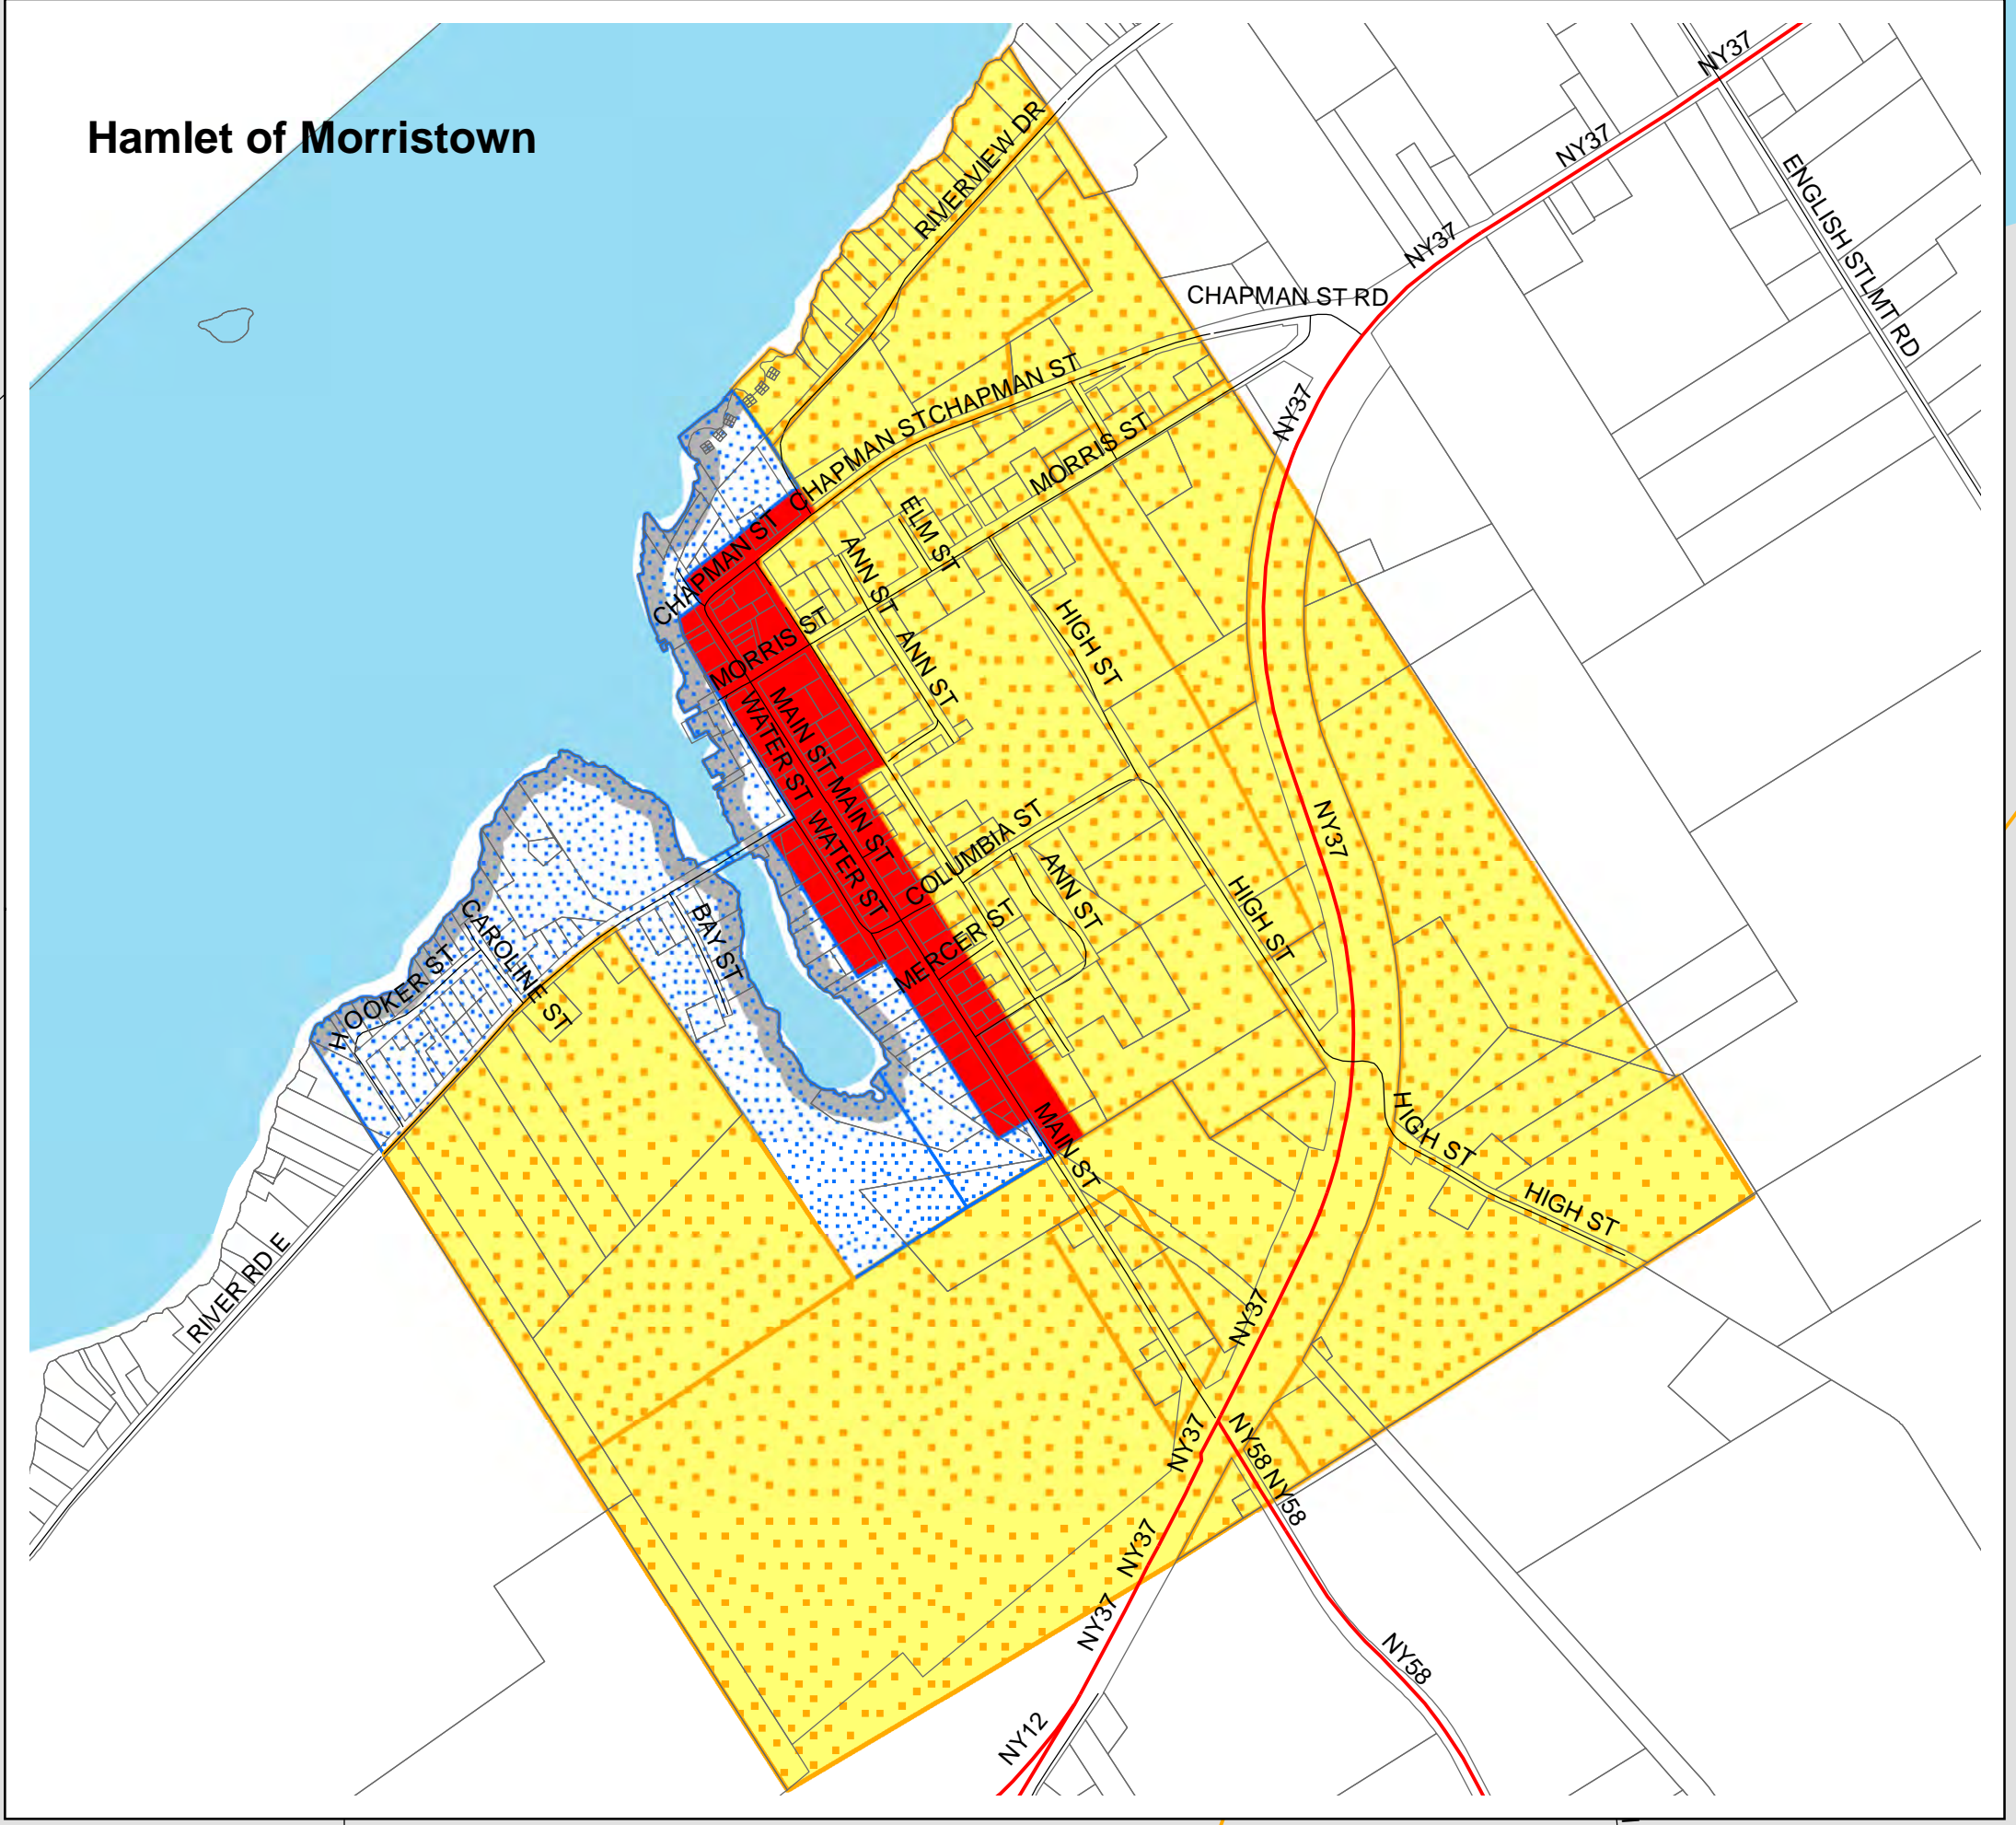 Hamlet of Morristown
NY37
RIVERVIEW DR
NY37
ENGLISH STLMT RD
NY37
CHAPMAN ST RD
CHAPMAN ST
CHAPMAN ST
NY37
MORRIS ST
ELM ST
CHAPMAN ST
ANN ST
HIGH ST
MORRIS ST
ANN ST
MAIN ST
WATER ST
MAIN ST
NY37
COLUMBIA ST
WATER ST
ANN ST
HIGH ST
BAY ST
CAROLINE ST
MERCER ST
HOOKER ST
MAIN ST
HIGH ST
HIGH ST
RIVER RD E
NY37
NY37
NY58
NY58
NY37
NY37
NY58
NY12